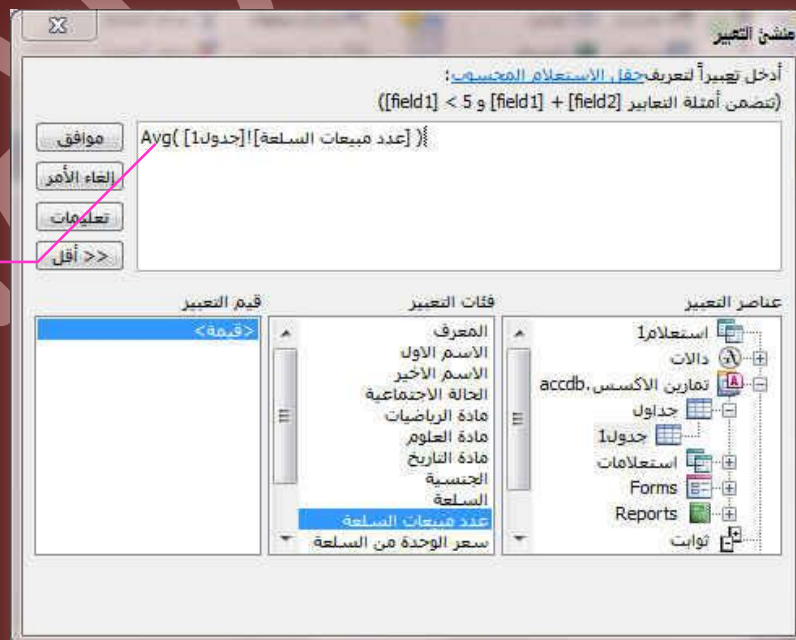 منشئ التعبير
أدخل تعبيراً لتعريف حقل الاستعلام المحسوب:
(تتضمن أمثلة التعابير [field1] + [field2] و [field1] < 5)
Avg( [جدول1]![عدد مبيعات السلعة] )
موافق
إلغاء الأمر
تعليمات
<< أقل
عناصر التعبير
استعلام1
دالات
تمارين الاكسس.accdb
جداول
جدول1
استعلامات
Forms
Reports
ثوابت
فئات التعبير
المعرف
الاسم الاول
الاسم الاخير
الحالة الاجتماعية
مادة الرياضيات
مادة العلوم
مادة التاريخ
الجنسية
السلعة
عدد مبيعات السلعة
سعر الوحدة من السلعة
قيم التعبير
<قيمة>